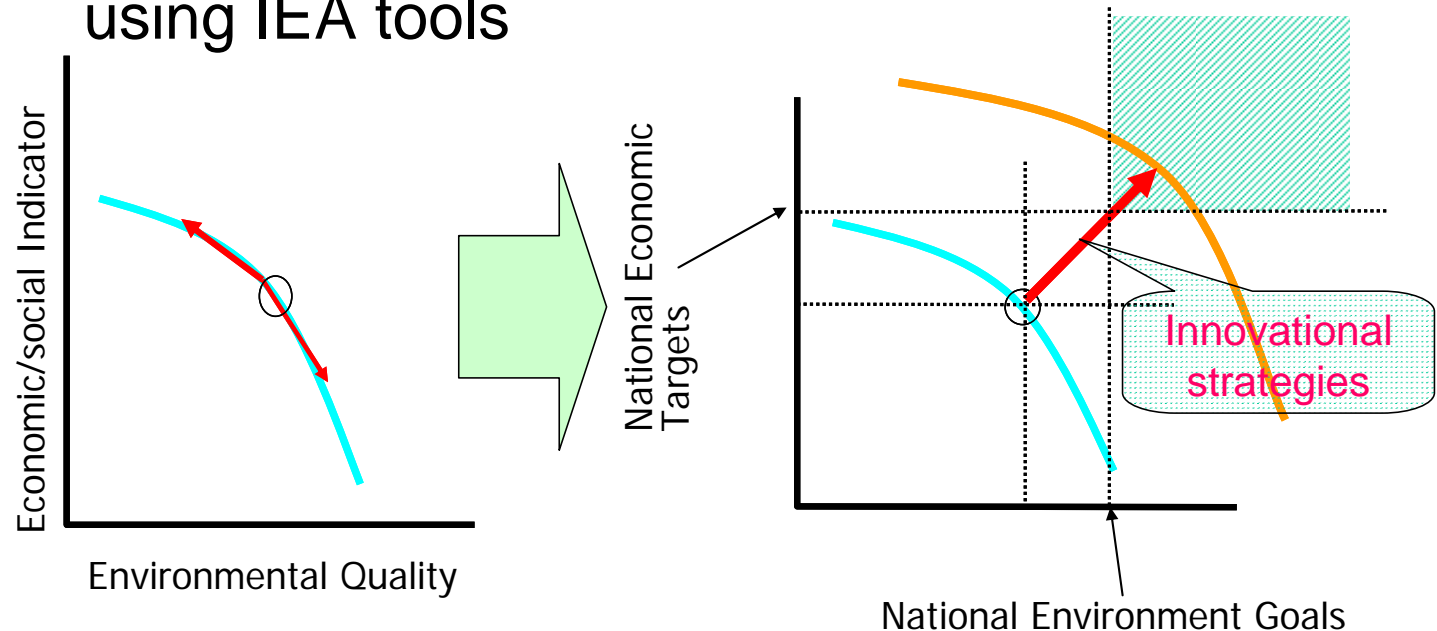 using IEA tools
Economic/social Indicator
Environmental Quality
National Economic
Targets
Innovational
strategies
National Environment Goals